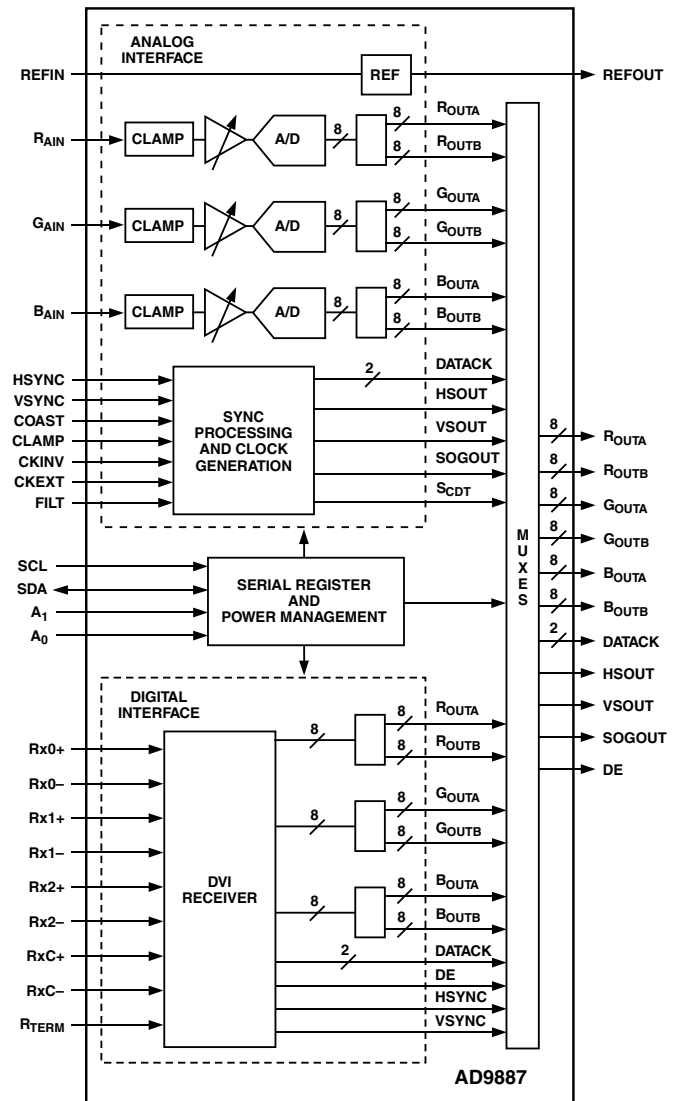 ANALOG
INTERFACE
REFIN
REF
REFOUT
RAIN
CLAMP
A/D
8
8
ROUTA
8
ROUTB
GAIN
CLAMP
A/D
8
8
GOUTA
8
GOUTB
BAIN
CLAMP
A/D
8
8
BOUTA
8
BOUTB
HSYNC
VSYNC
COAST
CLAMP
CKINV
CKEXT
FILT
SYNC
PROCESSING
AND CLOCK
GENERATION
2
DATACK
HSOUT
VSOUT
SOGOUT
SCDT
SCL
SDA
A1
A0
SERIAL REGISTER
AND
POWER MANAGEMENT
MUXES
8
ROUTA
8
ROUTB
8
GOUTA
8
GOUTB
8
BOUTA
8
BOUTB
2
DATACK
HSOUT
VSOUT
SOGOUT
DE
DIGITAL
INTERFACE
Rx0+
Rx0–
Rx1+
Rx1–
Rx2+
Rx2–
RxC+
RxC–
RTERM
DVI
RECEIVER
8
8
ROUTA
8
ROUTB
8
8
GOUTA
8
GOUTB
8
8
BOUTA
8
BOUTB
2
DATACK
DE
HSYNC
VSYNC
AD9887